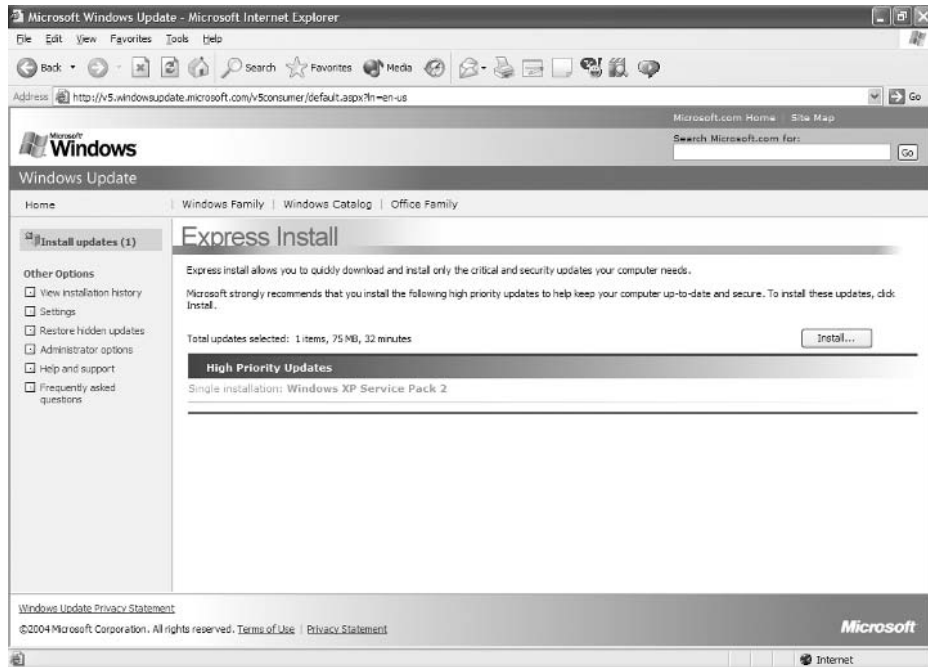 Microsoft Windows Update - Microsoft Internet Explorer
File Edit View Favorites Tools Help
Back Search Favorites Media
Address http://v5.windowsupdate.microsoft.com/v5consumer/default.aspx?ln=en-us Go
Microsoft.com Home | Site Map
Microsoft
Windows
Search Microsoft.com for:
Go
Windows Update
Home | Windows Family | Windows Catalog | Office Family
Install updates (1)
Other Options
View installation history
Settings
Restore hidden updates
Administrator options
Help and support
Frequently asked
questions
Express Install
Express install allows you to quickly download and install only the critical and security updates your computer needs.
Microsoft strongly recommends that you install the following high priority updates to help keep your computer up-to-date and secure. To install these updates, click
Install.
Total updates selected: 1 items, 75 MB, 32 minutes
Install...
High Priority Updates
Single installation: Windows XP Service Pack 2
Windows Update Privacy Statement
©2004 Microsoft Corporation. All rights reserved. Terms of Use | Privacy Statement
Microsoft
Internet